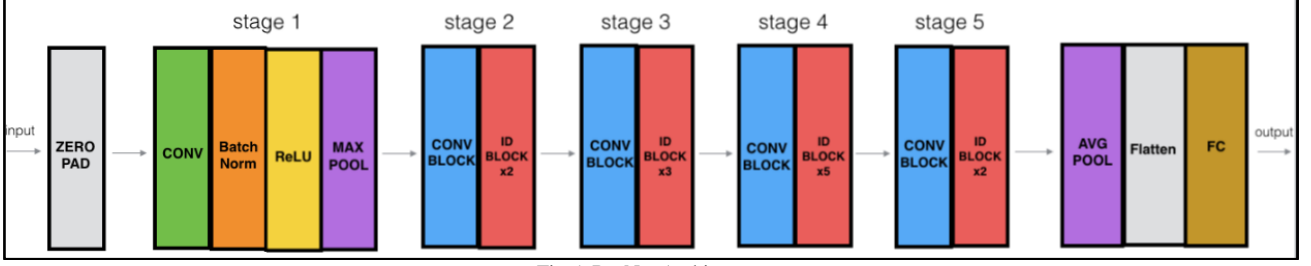 stage 1
stage 2
stage 3
stage 4
stage 5
input
ZERO
PAD
CONV
Batch
Norm
ReLU
MAX
POOL
CONV
BLOCK
ID
BLOCK
x2
CONV
BLOCK
ID
BLOCK
x3
CONV
BLOCK
ID
BLOCK
x5
CONV
BLOCK
ID
BLOCK
x2
AVG
POOL
Flatten
FC
output